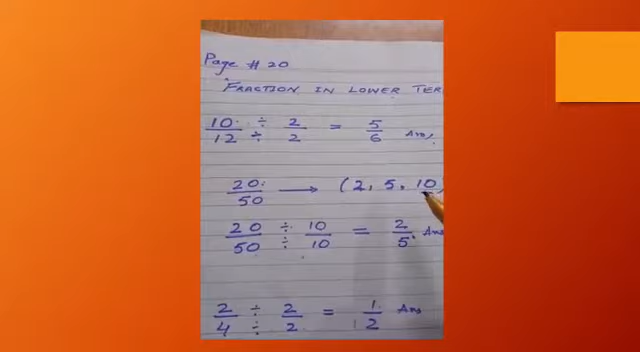 Page # 20
FRACTION IN LOWER TER
10/12 ÷ 2/2 = 5/6 Ans,
20/50 → (2, 5, 10)
20/50 ÷ 10/10 = 2/5. Ans
2/4 ÷ 2/2 = 1/2 Ans